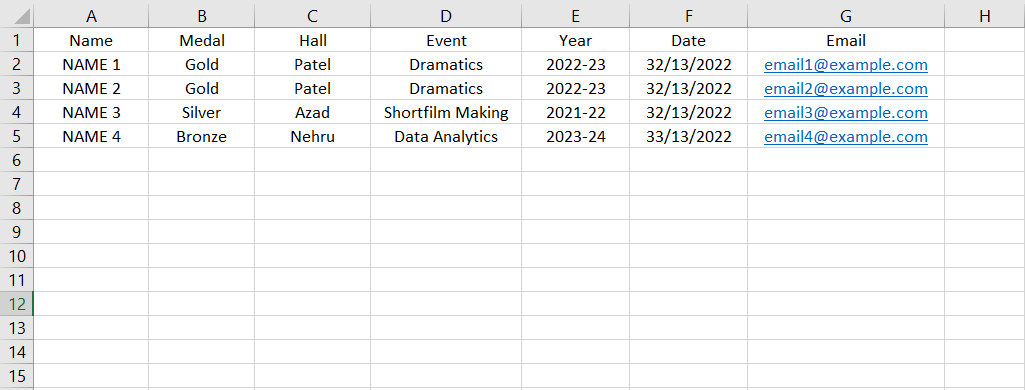 A B C D E F G H
1 Name Medal Hall Event Year Date Email
2 NAME 1 Gold Patel Dramatics 2022-23 32/13/2022 email1@example.com
3 NAME 2 Gold Patel Dramatics 2022-23 32/13/2022 email2@example.com
4 NAME 3 Silver Azad Shortfilm Making 2021-22 32/13/2022 email3@example.com
5 NAME 4 Bronze Nehru Data Analytics 2023-24 33/13/2022 email4@example.com
6
7
8
9
10
11
12
13
14
15